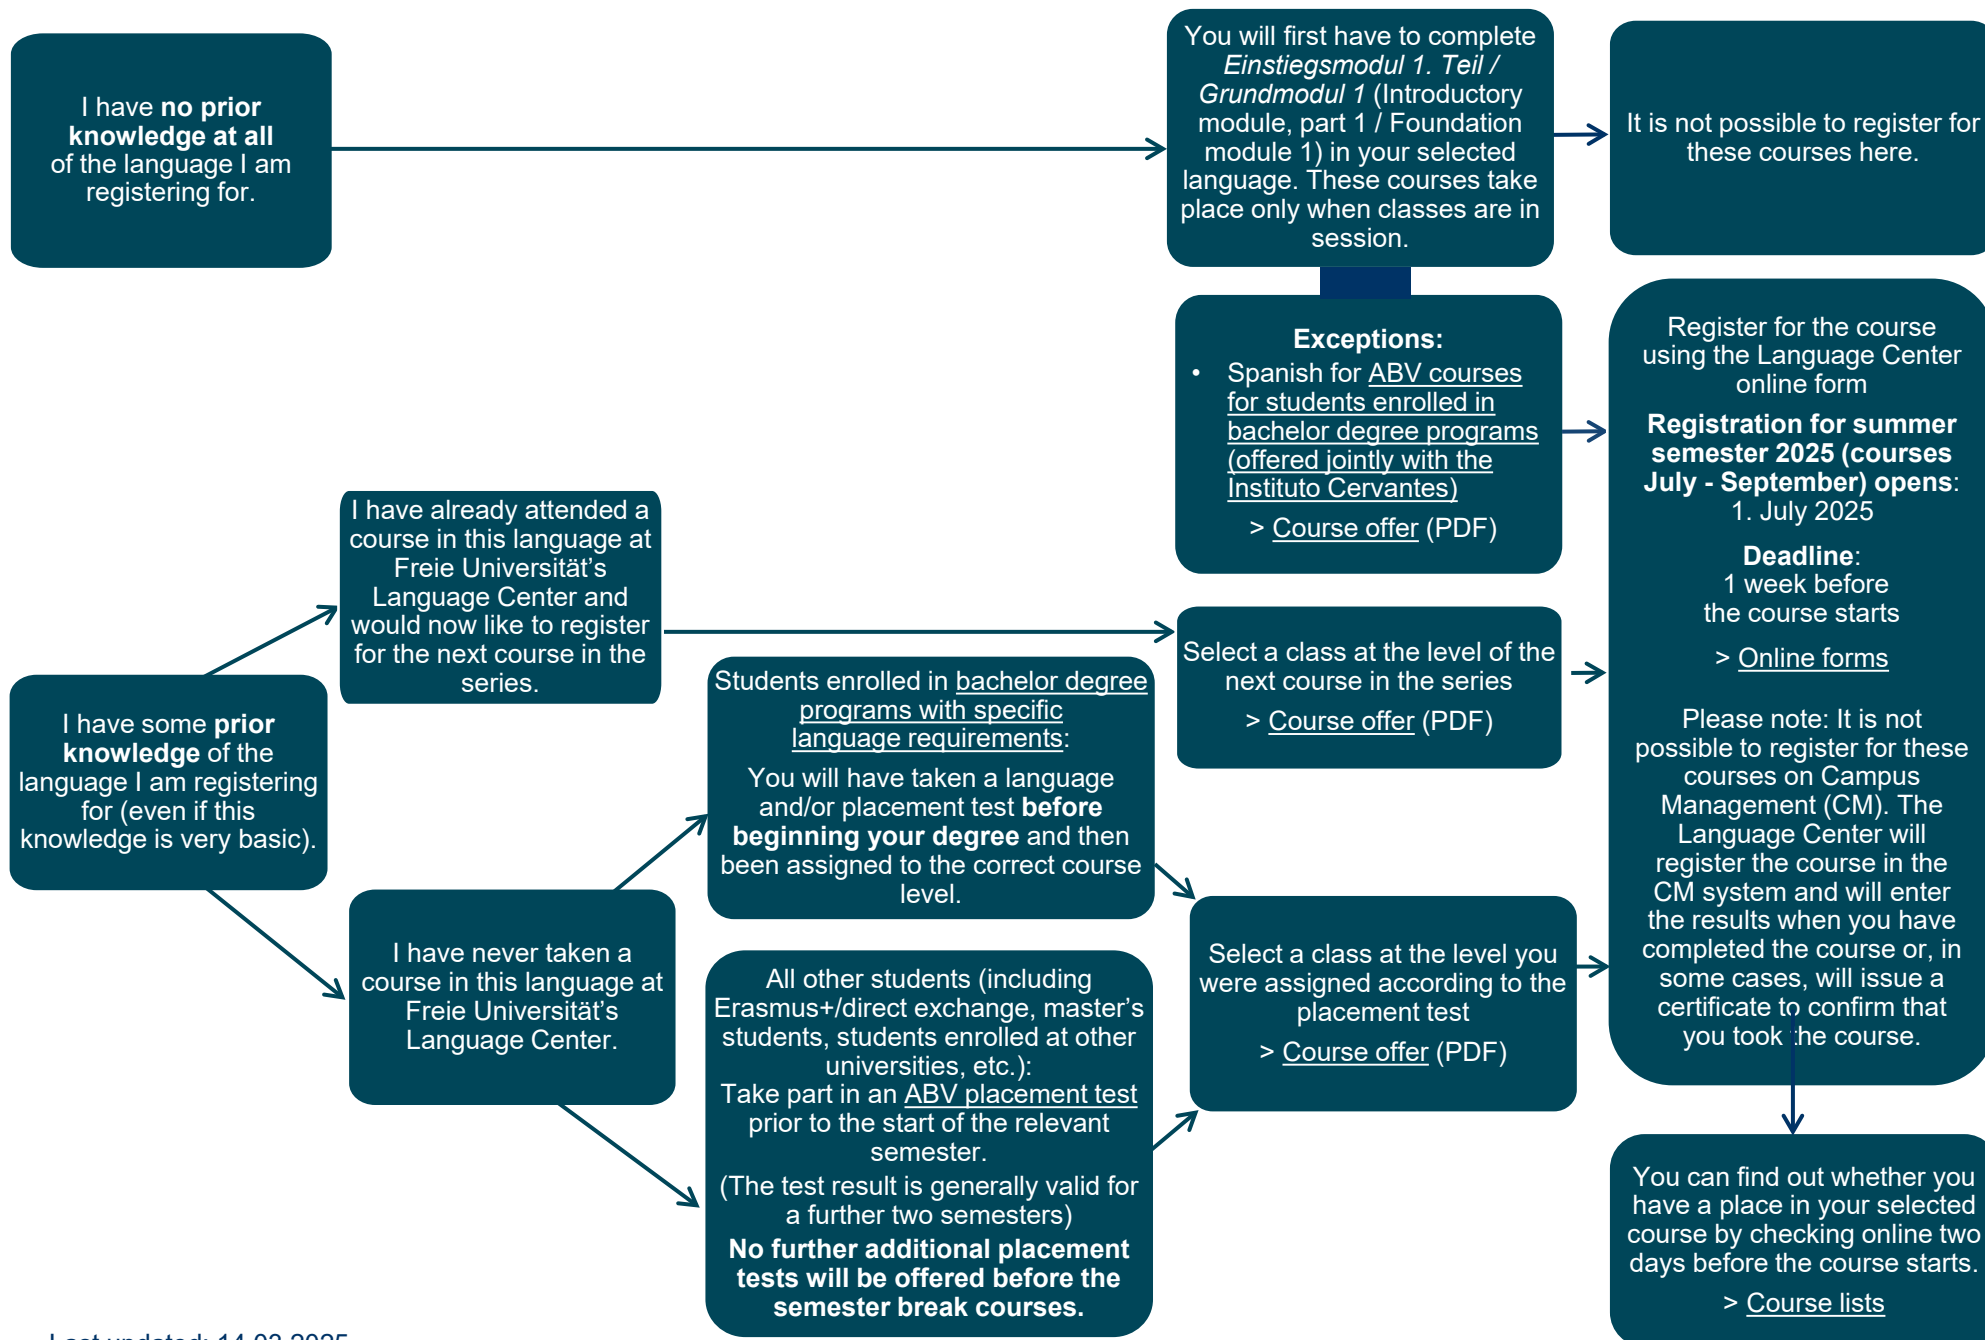 I have no prior
knowledge at all
of the language I am
registering for.
You will first have to complete
Einstiegsmodul 1. Teil /
Grundmodul 1 (Introductory
module, part 1 / Foundation
module 1) in your selected
language. These courses take
place only when classes are in
session.
It is not possible to register for
these courses here.
Exceptions:
• Spanish for ABV courses
for students enrolled in
bachelor degree programs
(offered jointly with the
Instituto Cervantes)
> Course offer (PDF)
Register for the course
using the Language Center
online form
Registration for summer
semester 2025 (courses
July - September) opens:
1. July 2025
Deadline:
1 week before
the course starts
> Online forms
Please note: It is not
possible to register for these
courses on Campus
Management (CM). The
Language Center will
register the course in the
CM system and will enter
the results when you have
completed the course or, in
some cases, will issue a
certificate to confirm that
you took the course.
I have some prior
knowledge of the
language I am registering
for (even if this
knowledge is very basic).
I have already attended a
course in this language at
Freie Universität’s
Language Center and
would now like to register
for the next course in the
series.
Select a class at the level of the
next course in the series
> Course offer (PDF)
I have never taken a
course in this language at
Freie Universität’s
Language Center.
Students enrolled in bachelor degree
programs with specific
language requirements:
You will have taken a language
and/or placement test before
beginning your degree and then
been assigned to the correct course
level.
All other students (including
Erasmus+/direct exchange, master’s
students, students enrolled at other
universities, etc.):
Take part in an ABV placement test
prior to the start of the relevant
semester.
(The test result is generally valid for
a further two semesters)
No further additional placement
tests will be offered before the
semester break courses.
Select a class at the level you
were assigned according to the
placement test
> Course offer (PDF)
You can find out whether you
have a place in your selected
course by checking online two
days before the course starts.
> Course lists
Last updated: 14.03.2025